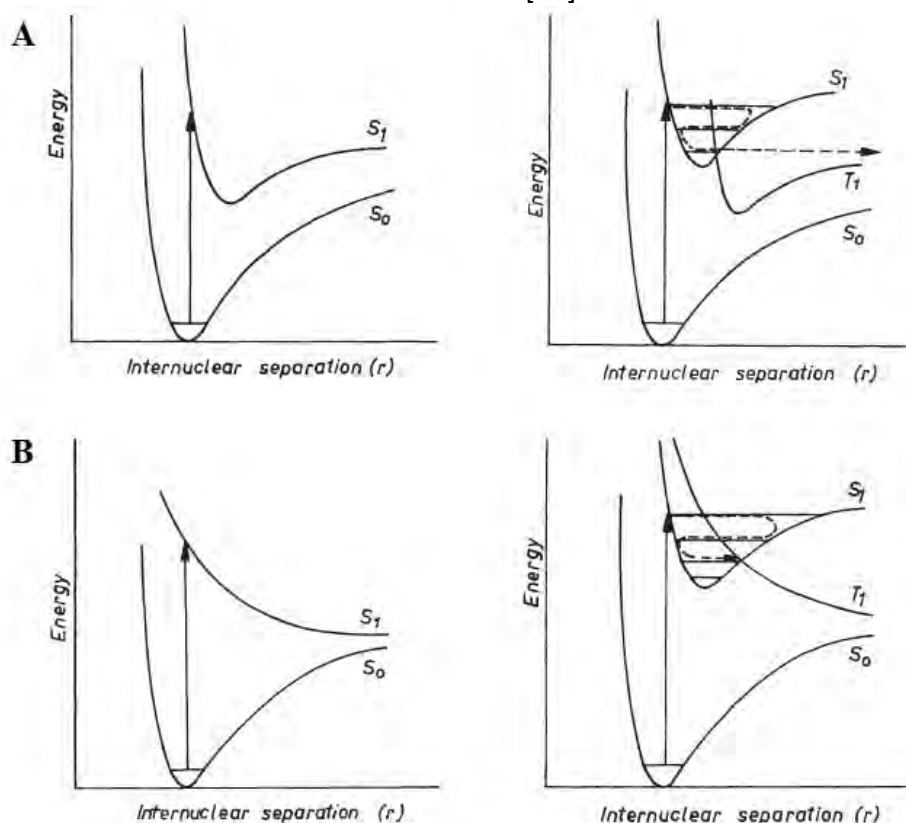 A
Energy
S1
S0
Internuclear separation (r)
Energy
S1
T1
S0
Internuclear separation (r)
B
Energy
S1
S0
Internuclear separation (r)
Energy
S1
T1
S0
Internuclear separation (r)